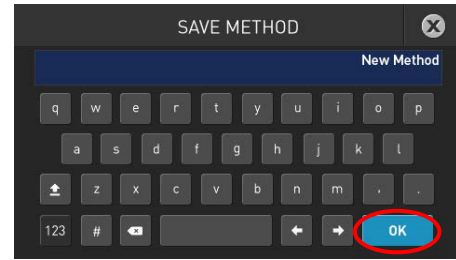 SAVE METHOD
New Method
q w e r t y u i o p
a s d f g h j k l
z x c v b n m , .
123 # OK